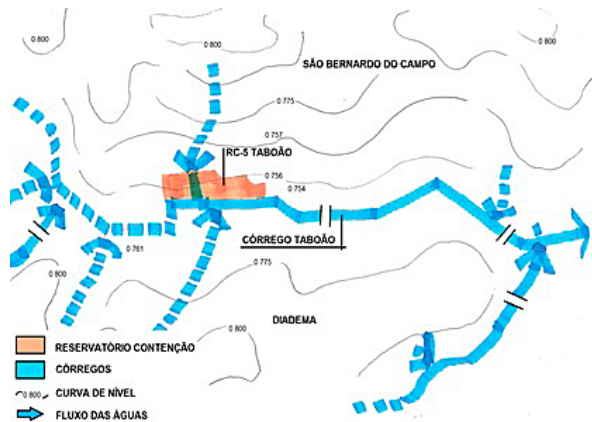 0 800
0 800
0 800
SÃO BERNARDO DO CAMPO
0 775
0 757
RC-5 TABOÃO
0 756
0 754
0 761
CÓRREGO TABOÃO
0 775
0 800
DIADEMA
0 800
RESERVATÓRIO CONTENÇÃO
CÓRREGOS
0 800 CURVA DE NÍVEL
FLUXO DAS ÁGUAS